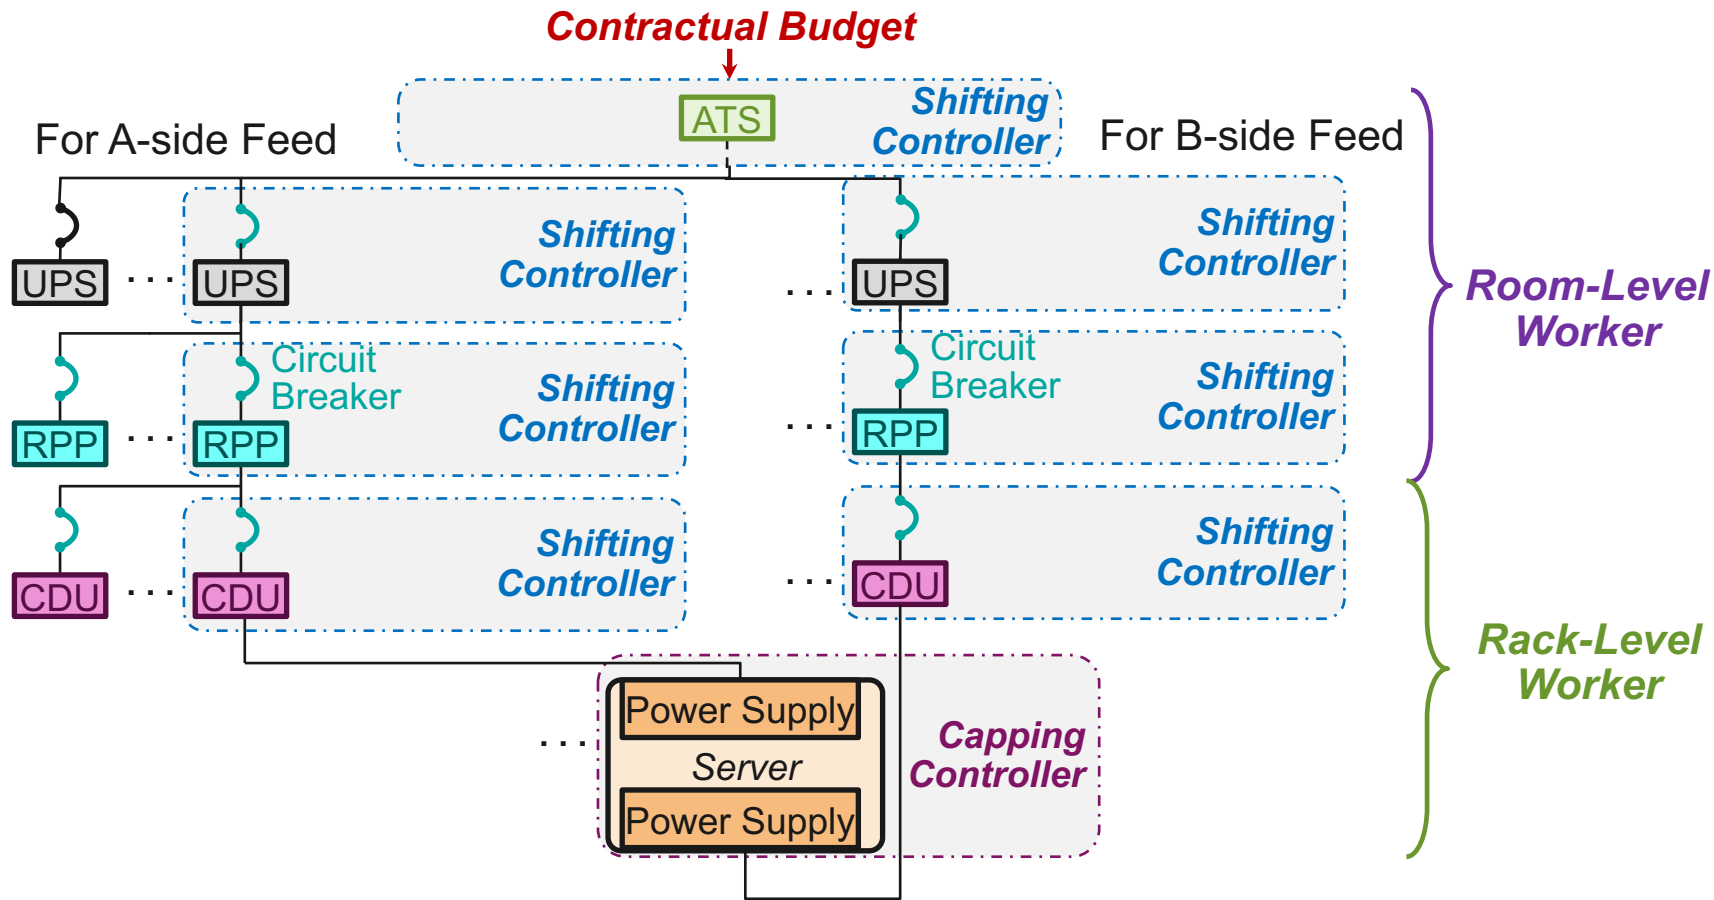 Contractual Budget
ATS
Shifting
Controller
For A-side Feed
For B-side Feed
UPS
. . .
UPS
Shifting
Controller
. . .
UPS
Shifting
Controller
Room-Level
Worker
Circuit
Breaker
RPP
. . .
RPP
Shifting
Controller
Circuit
Breaker
. . .
RPP
Shifting
Controller
CDU
. . .
CDU
Shifting
Controller
. . .
CDU
Shifting
Controller
Rack-Level
Worker
. . .
Power Supply
Server
Power Supply
Capping
Controller